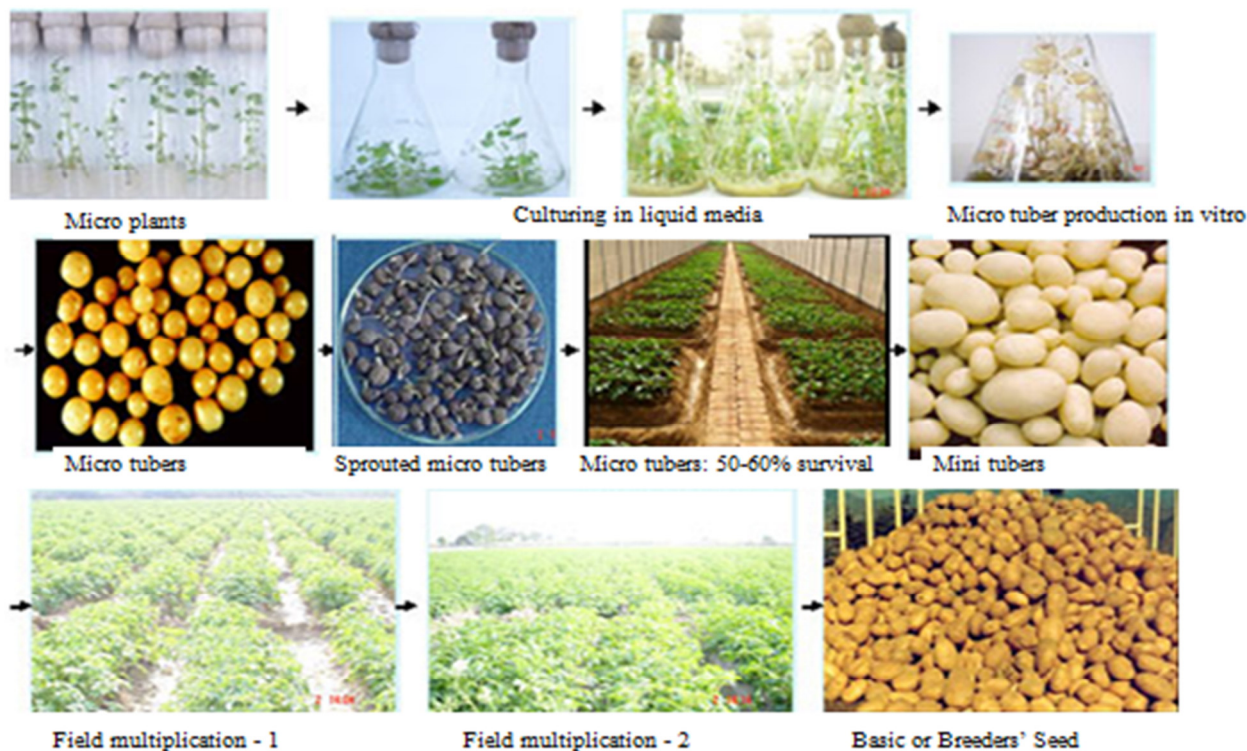 Micro plants
Culturing in liquid media
Micro tuber production in vitro
Micro tubers
Sprouted micro tubers
Micro tubers: 50-60% survival
Mini tubers
Field multiplication - 1
Field multiplication - 2
Basic or Breeders’ Seed